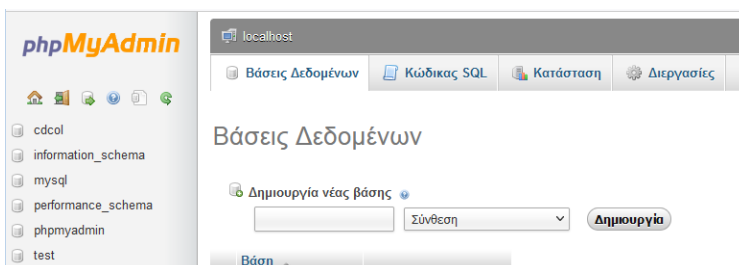 phpMyAdmin
localhost
Βάσεις Δεδομένων
Κώδικας SQL
Κατάσταση
Διεργασίες
cdcol
information_schema
mysql
performance_schema
phpmyadmin
test
Βάσεις Δεδομένων
Δημιουργία νέας βάσης
Σύνθεση
Δημιουργία
Βάση